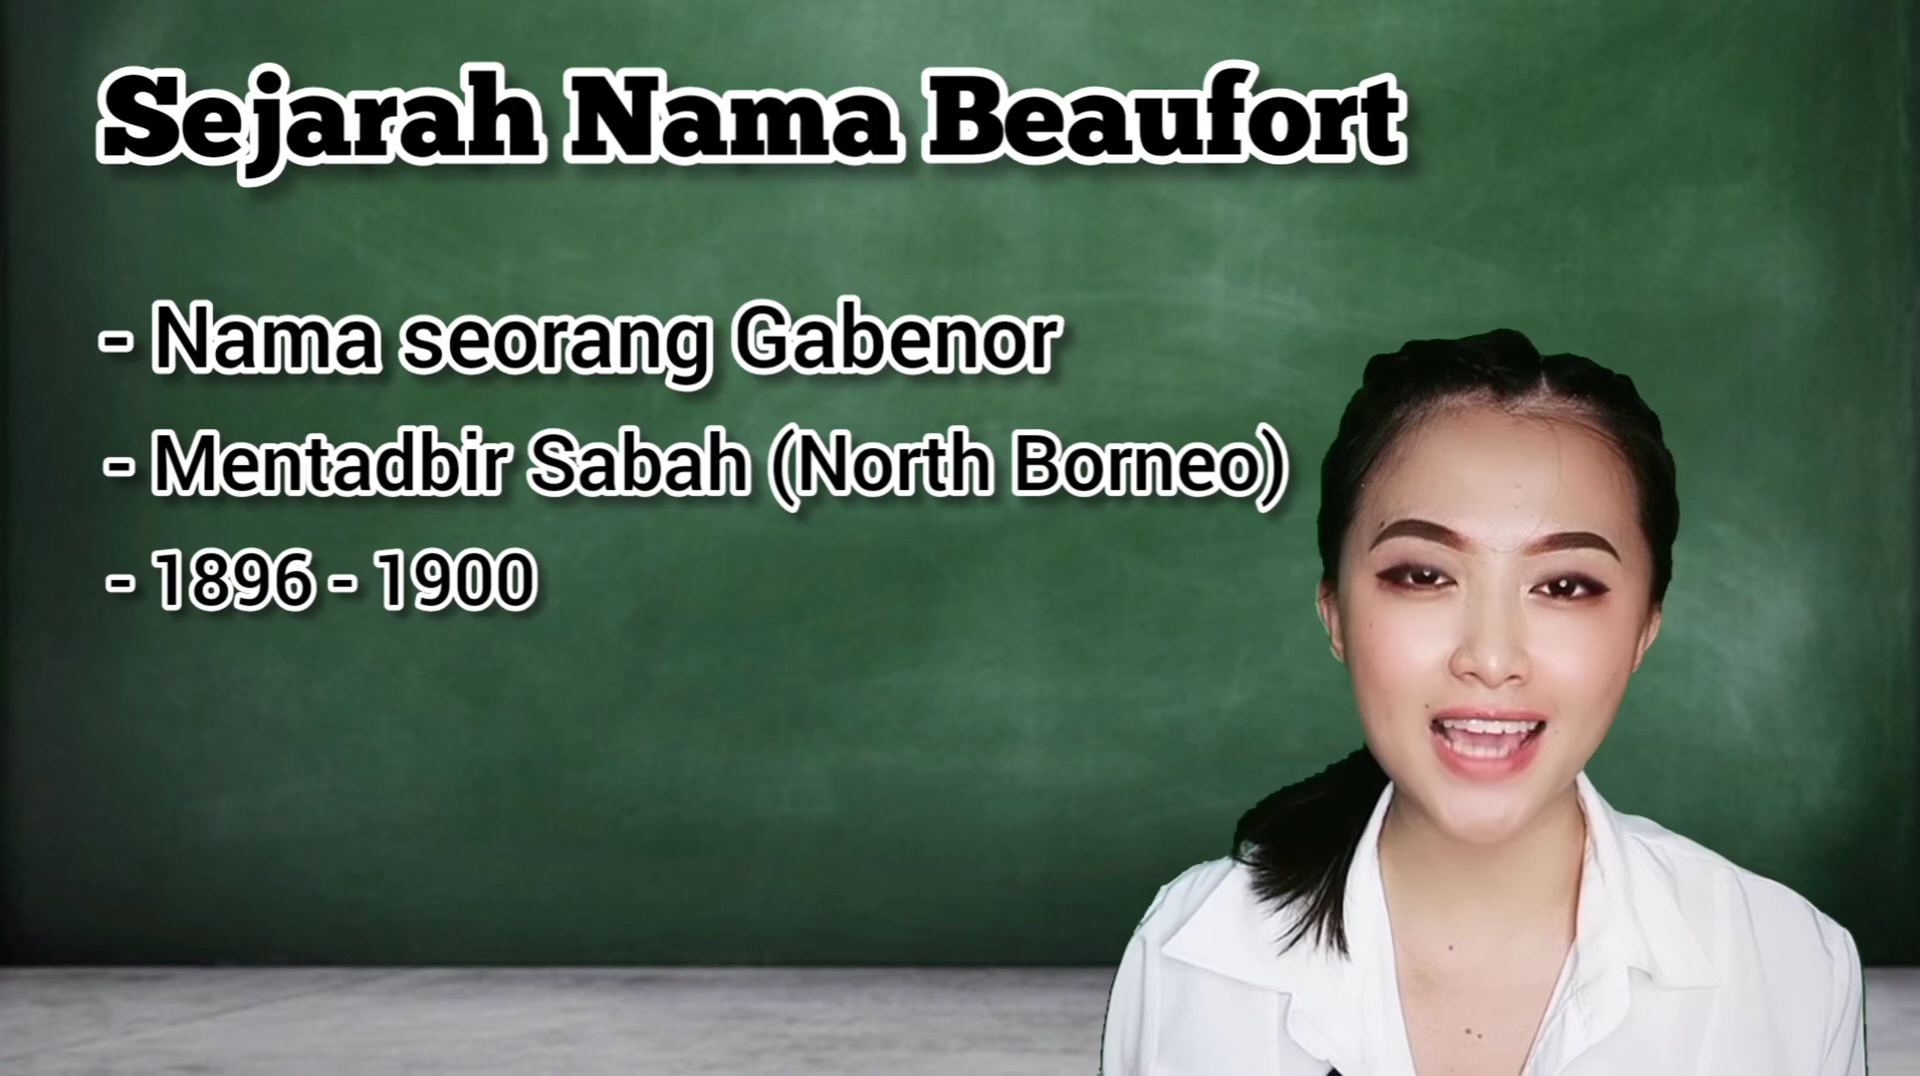 Sejarah Nama Beaufort
- Nama seorang Gabenor
- Mentadbir Sabah (North Borneo)
- 1896 - 1900